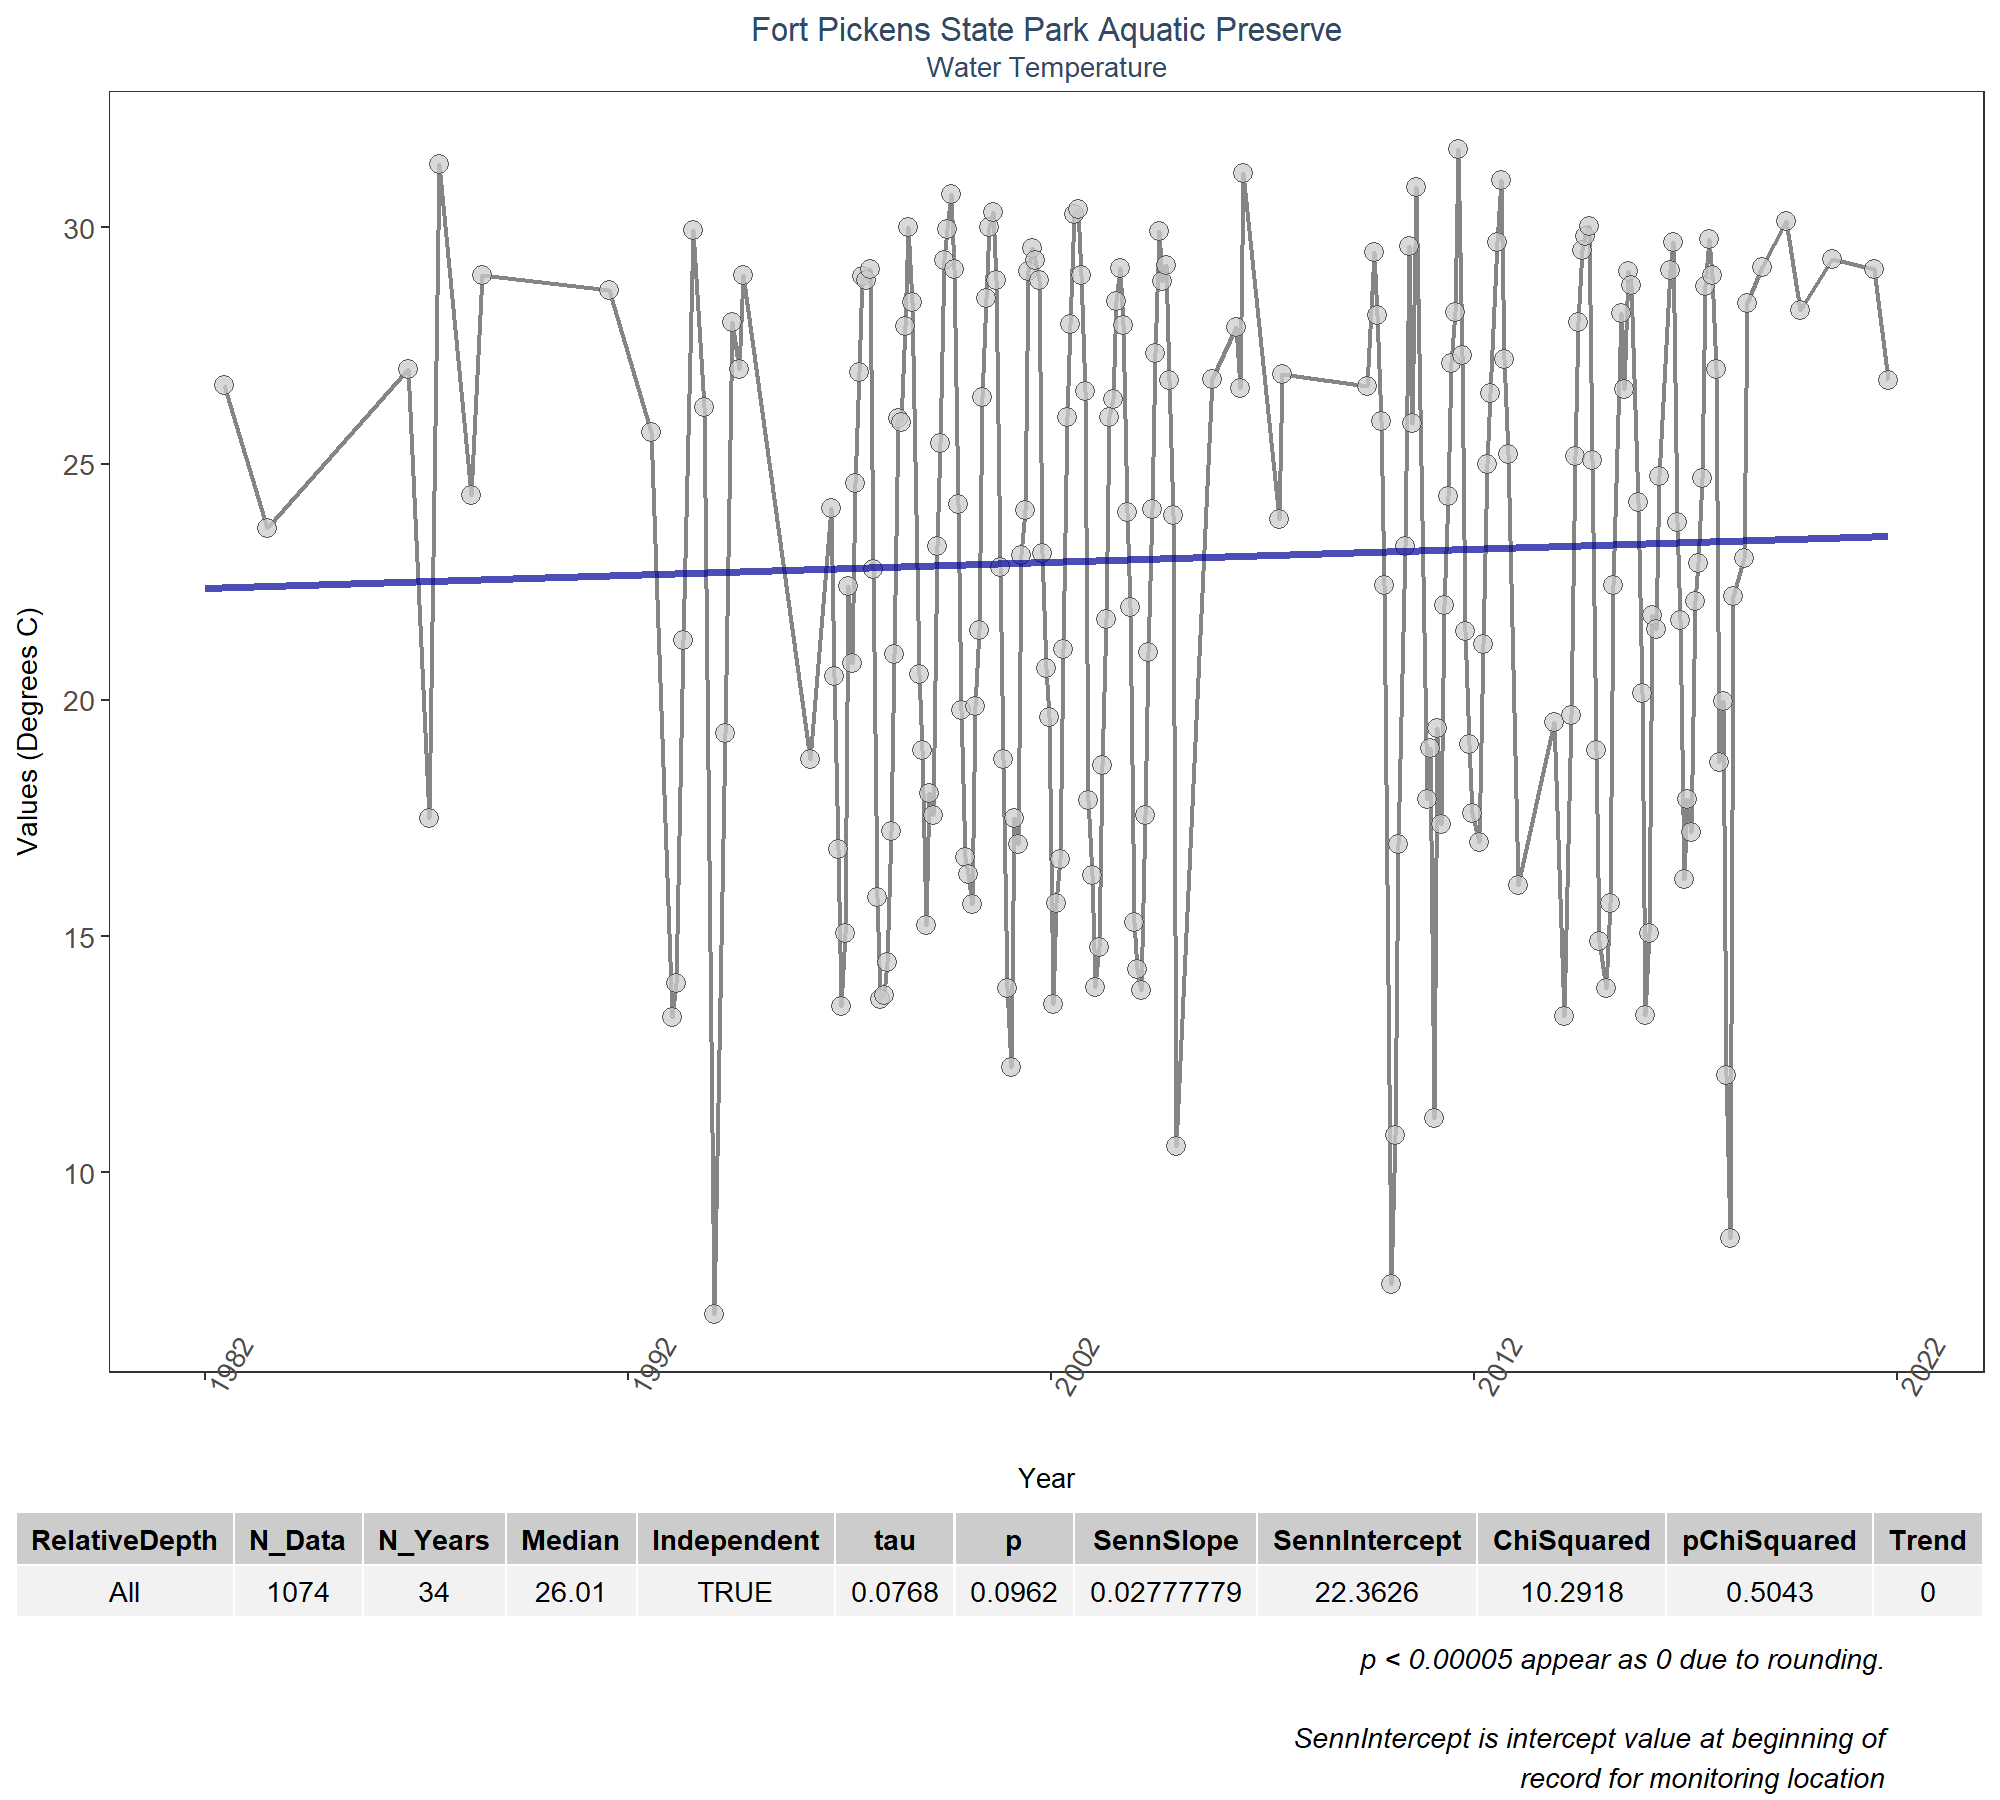 Fort Pickens State Park Aquatic Preserve
Water Temperature
Values (Degrees C)
30
25
20
15
10
1982
1992
2002
2012
2022
Year
RelativeDepth N_Data N_Years Median Independent tau p SennSlope SennIntercept ChiSquared pChiSquared Trend
All 1074 34 26.01 TRUE 0.0768 0.0962 0.02777779 22.3626 10.2918 0.5043 0
p < 0.00005 appear as 0 due to rounding.
SennIntercept is intercept value at beginning of
record for monitoring location